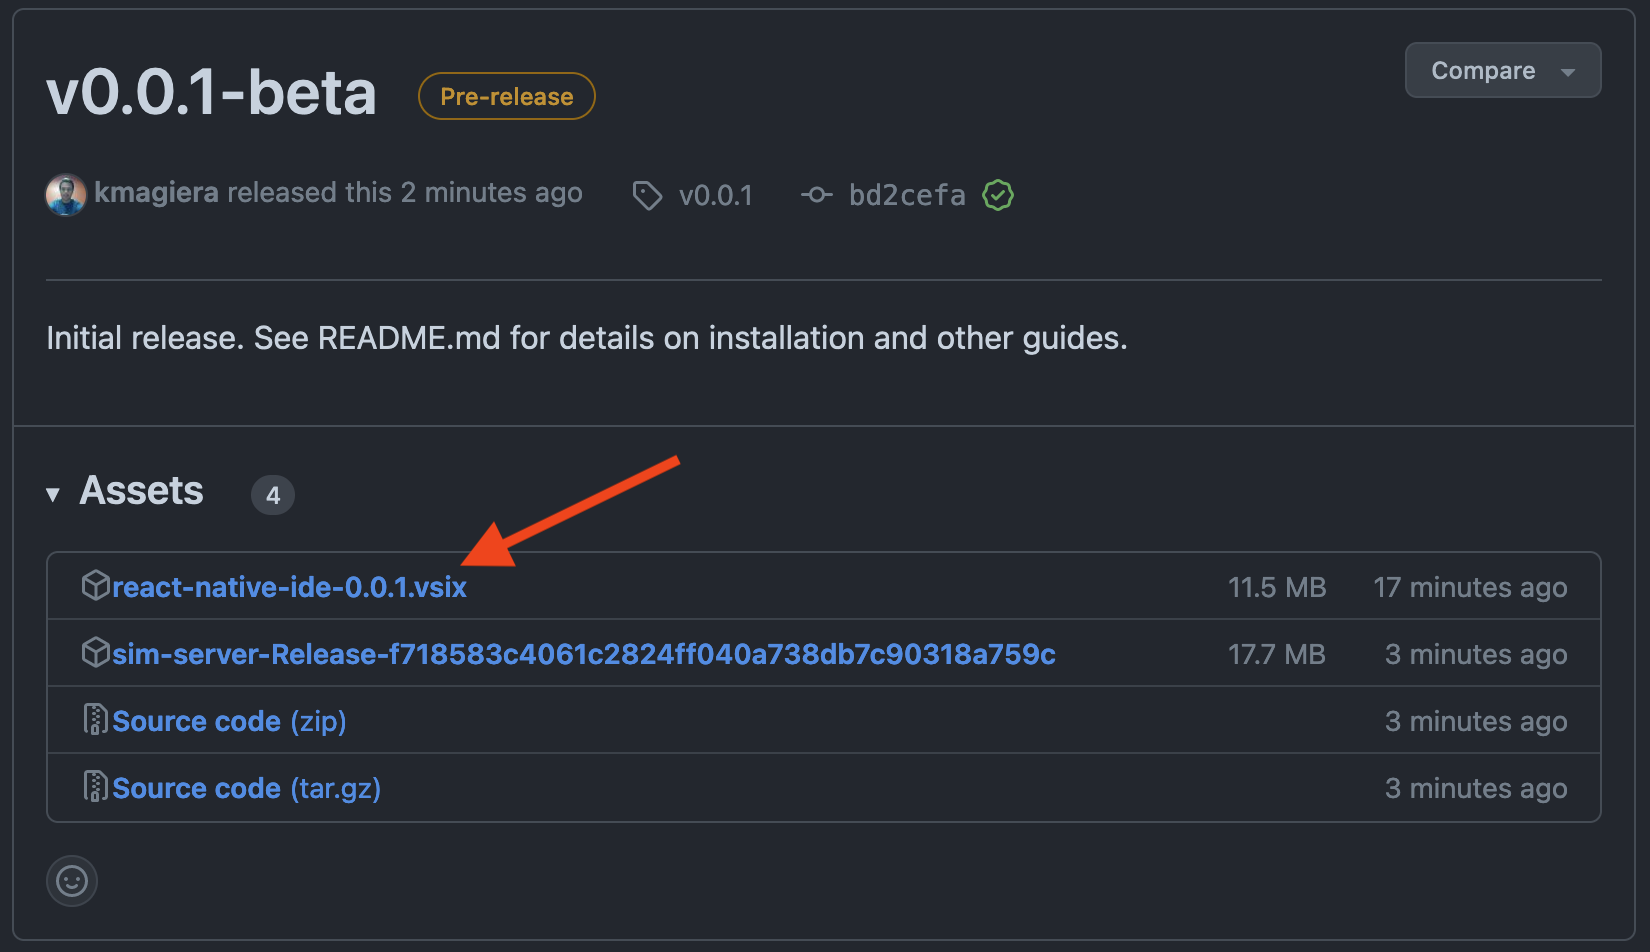 v0.0.1-beta Pre-release Compare
kmagiera released this 2 minutes ago v0.0.1 bd2cefa
Initial release. See README.md for details on installation and other guides.
Assets 4
react-native-ide-0.0.1.vsix 11.5 MB 17 minutes ago
sim-server-Release-f718583c4061c2824ff040a738db7c90318a759c 17.7 MB 3 minutes ago
Source code (zip) 3 minutes ago
Source code (tar.gz) 3 minutes ago